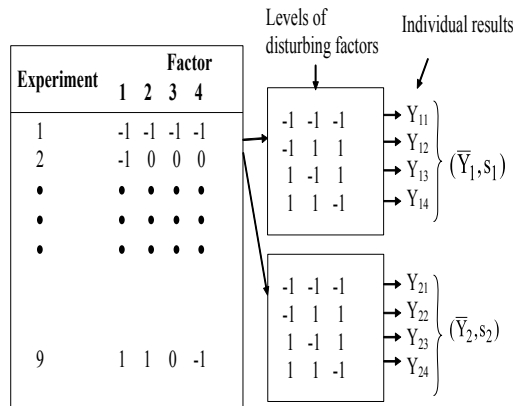 Levels of
disturbing factors
Individual results
Factor
Experiment
1 2 3 4
1 -1 -1 -1 -1
2 -1 0 0 0
9 1 1 0 -1
-1 -1 -1
-1 1 1
1 -1 1
1 1 -1
Y₁₁
Y₁₂
Y₁₃
Y₁₄
(Y̅₁,s₁)
-1 -1 -1
-1 1 1
1 -1 1
1 1 -1
Y₂₁
Y₂₂
Y₂₃
Y₂₄
(Y̅₂,s₂)